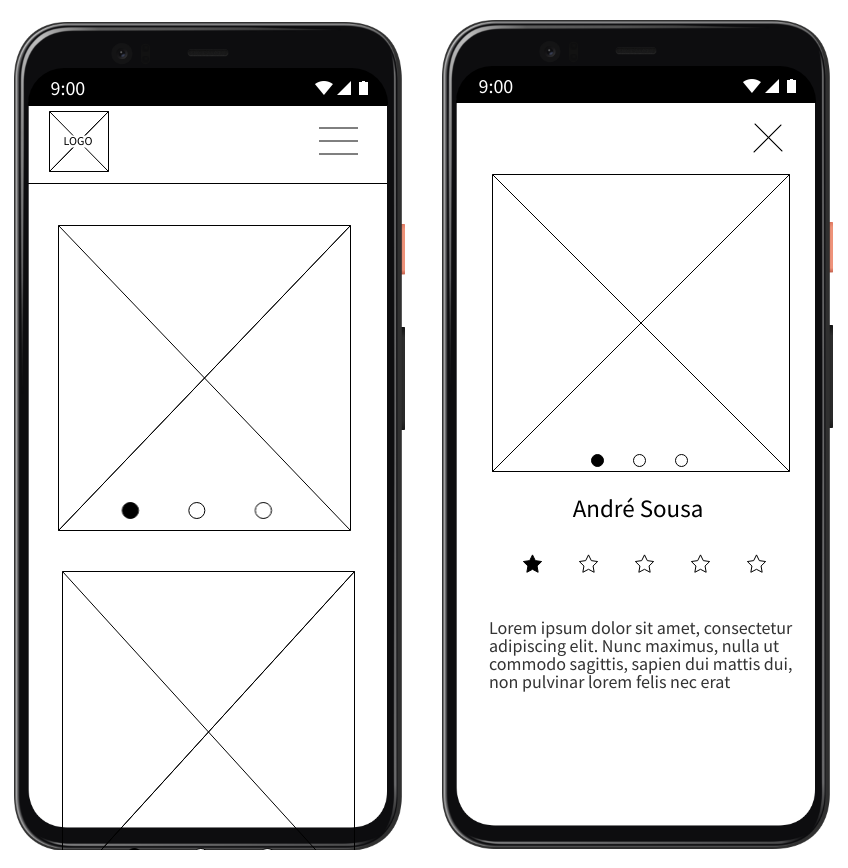 9:00
LOGO
9:00
André Sousa
Lorem ipsum dolor sit amet, consectetur
adipiscing elit. Nunc maximus, nulla ut
commodo sagittis, sapien dui mattis dui,
non pulvinar lorem felis nec erat